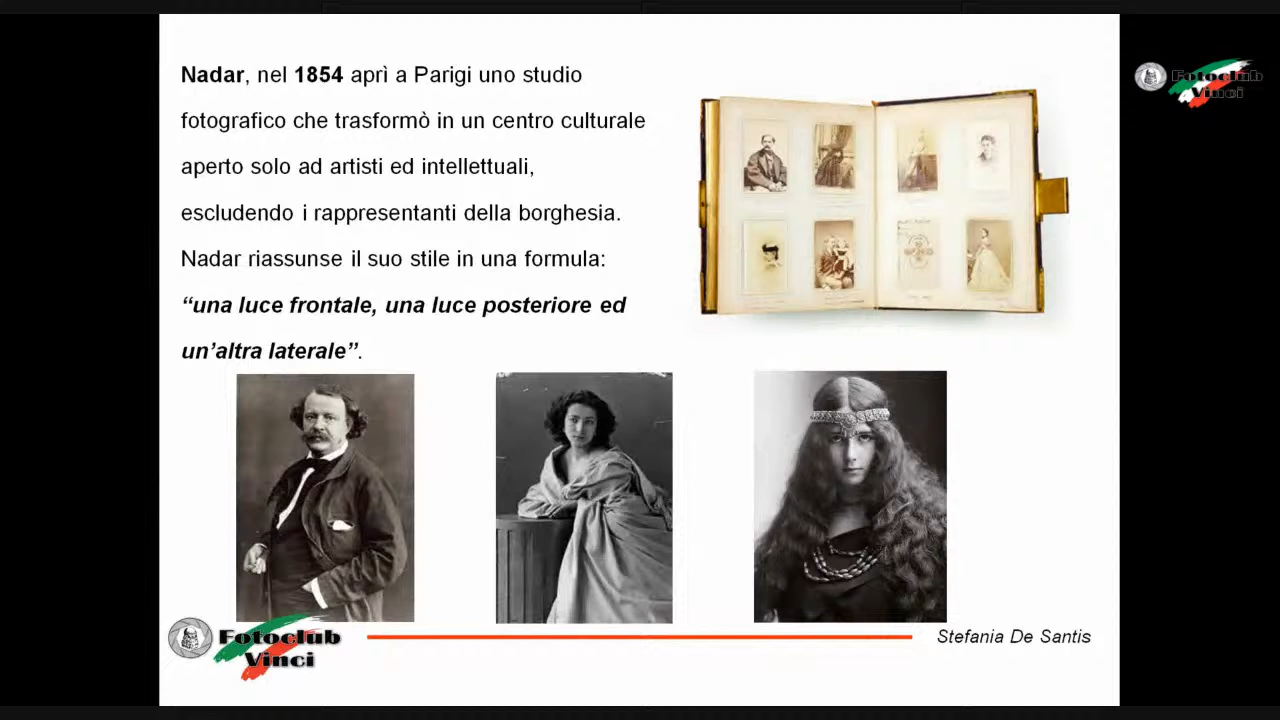 Nadar, nel 1854 aprì a Parigi uno studio
fotografico che trasformò in un centro culturale
aperto solo ad artisti ed intellettuali,
escludendo i rappresentanti della borghesia.
Nadar riassunse il suo stile in una formula:
“una luce frontale, una luce posteriore ed
un’altra laterale”.
Fotoclub
Vinci
Stefania De Santis
Fotoclub
Vinci